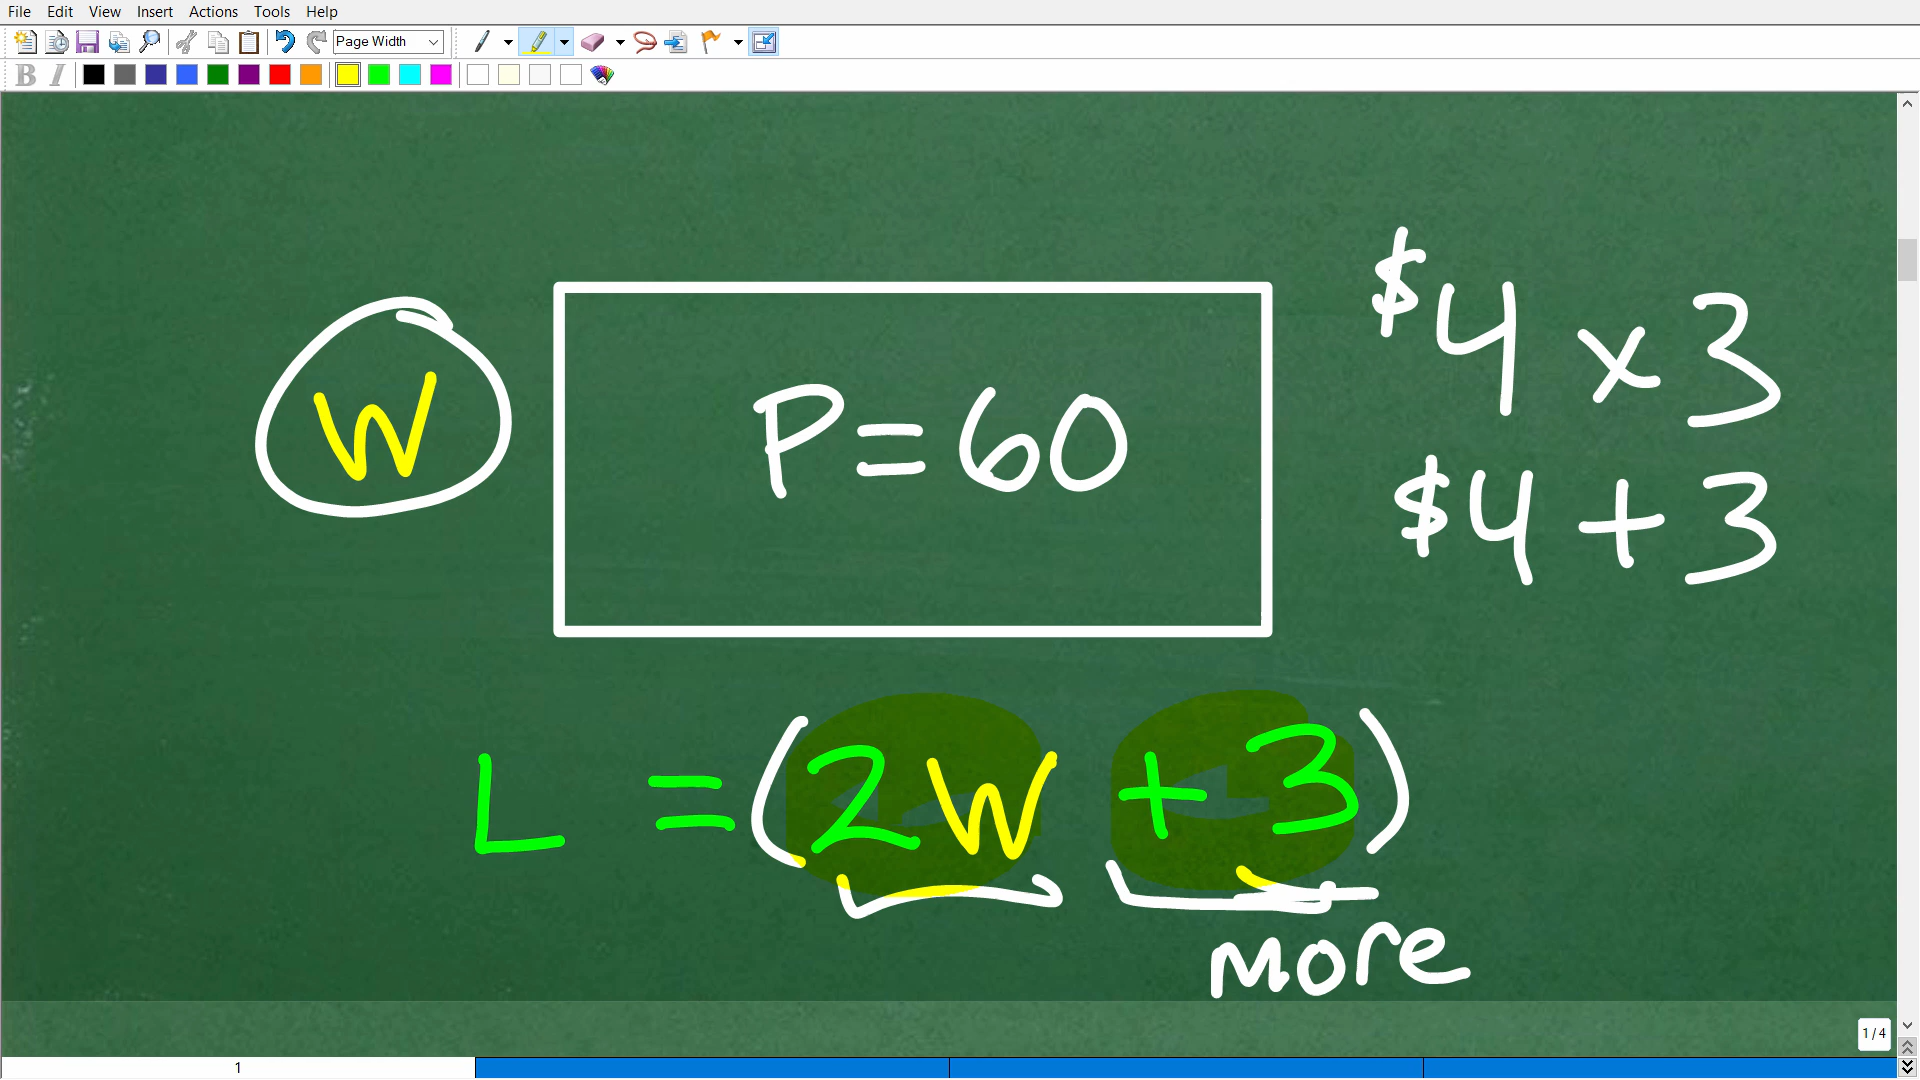 File Edit View Insert Actions Tools Help
Page Width
B I
$4 x 3
W
P = 60
$4 + 3
L = (2W + 3)
more
1 / 4
1